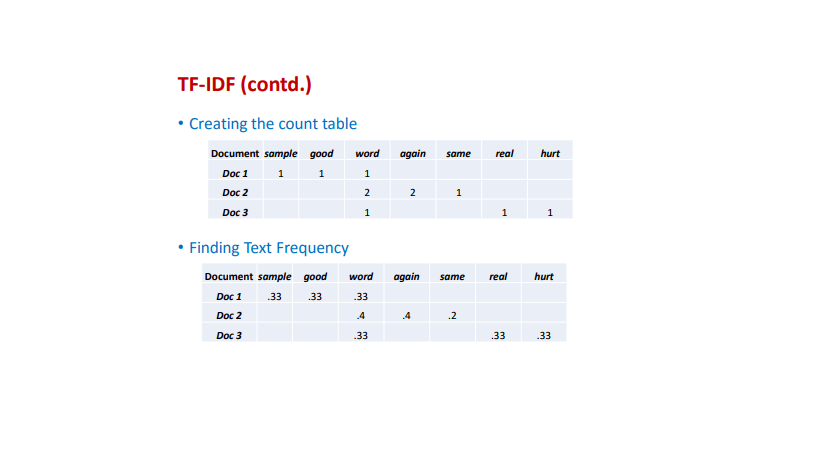 TF-IDF (contd.)
• Creating the count table
Document sample good word again same real hurt
Doc 1 1 1 1
Doc 2 2 2 1
Doc 3 1 1 1
• Finding Text Frequency
Document sample good word again same real hurt
Doc 1 .33 .33 .33
Doc 2 .4 .4 .2
Doc 3 .33 .33 .33